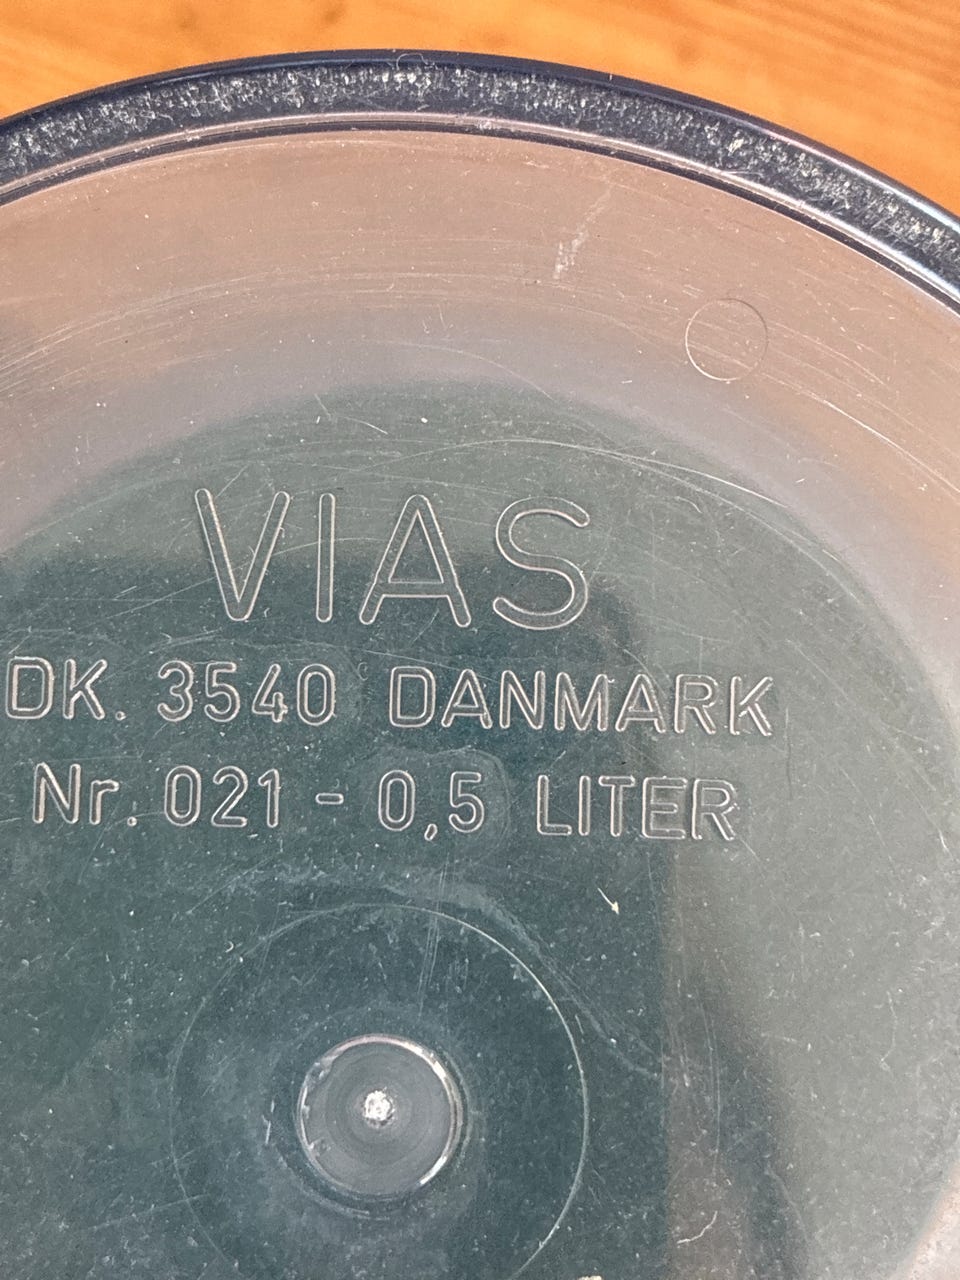 VIAS
DK. 3540 DANMARK
Nr. 021 - 0,5 LITER